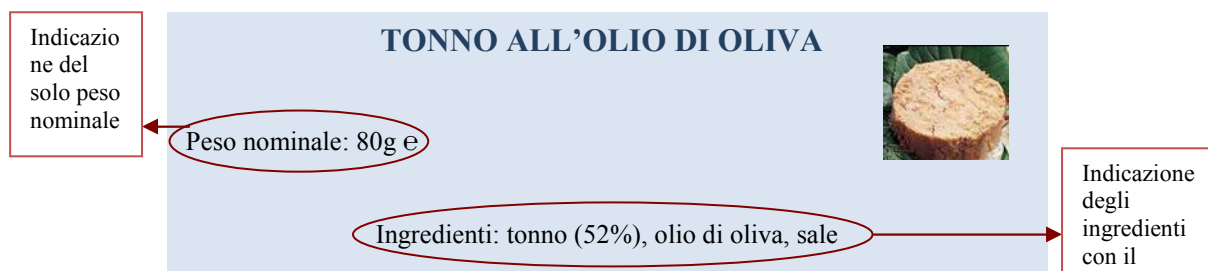 Indicazio
ne del
solo peso
nominale
TONNO ALL’OLIO DI OLIVA
Peso nominale: 80g ℮
Ingredienti: tonno (52%), olio di oliva, sale
Indicazione
degli
ingredienti
con il